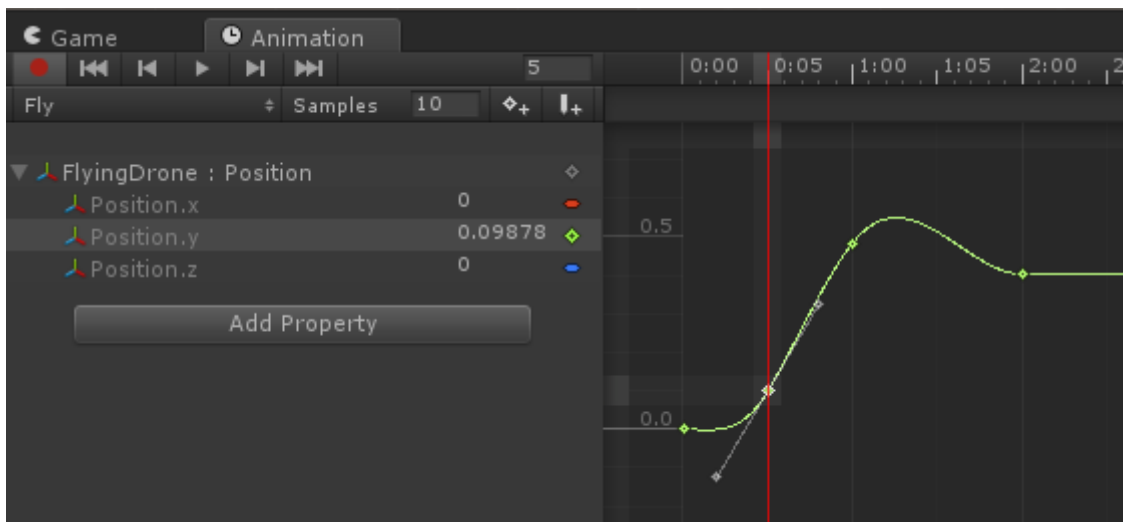 Game Animation
5 0:00 0:05 1:00 1:05 2:00 2
Fly Samples 10
FlyingDrone : Position
Position.x 0
Position.y 0.09878
Position.z 0
Add Property
0.5
0.0